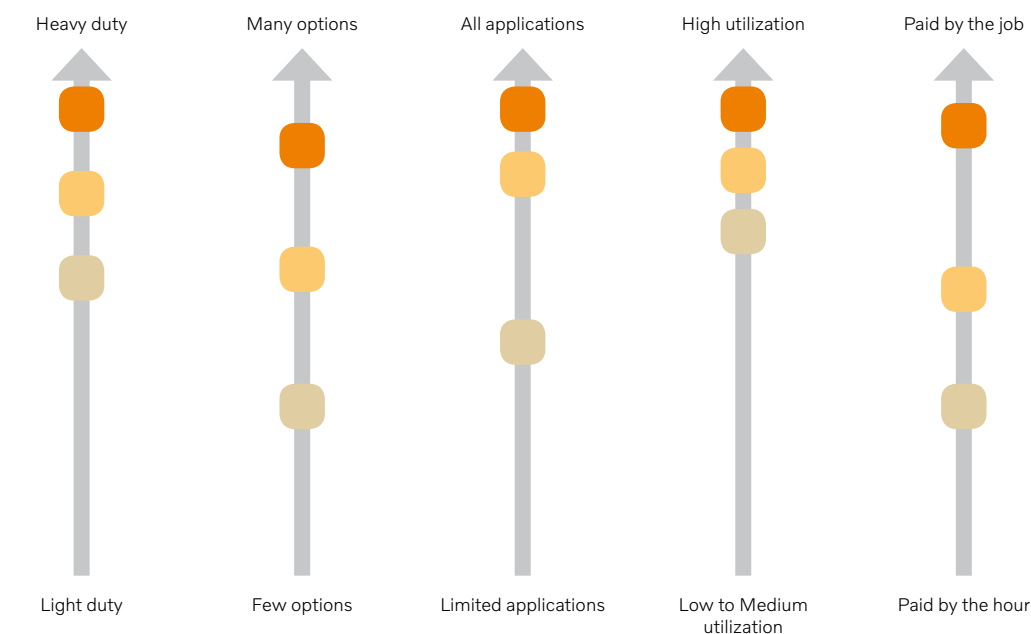 Heavy duty
Many options
All applications
High utilization
Paid by the job
Light duty
Few options
Limited applications
Low to Medium
utilization
Paid by the hour